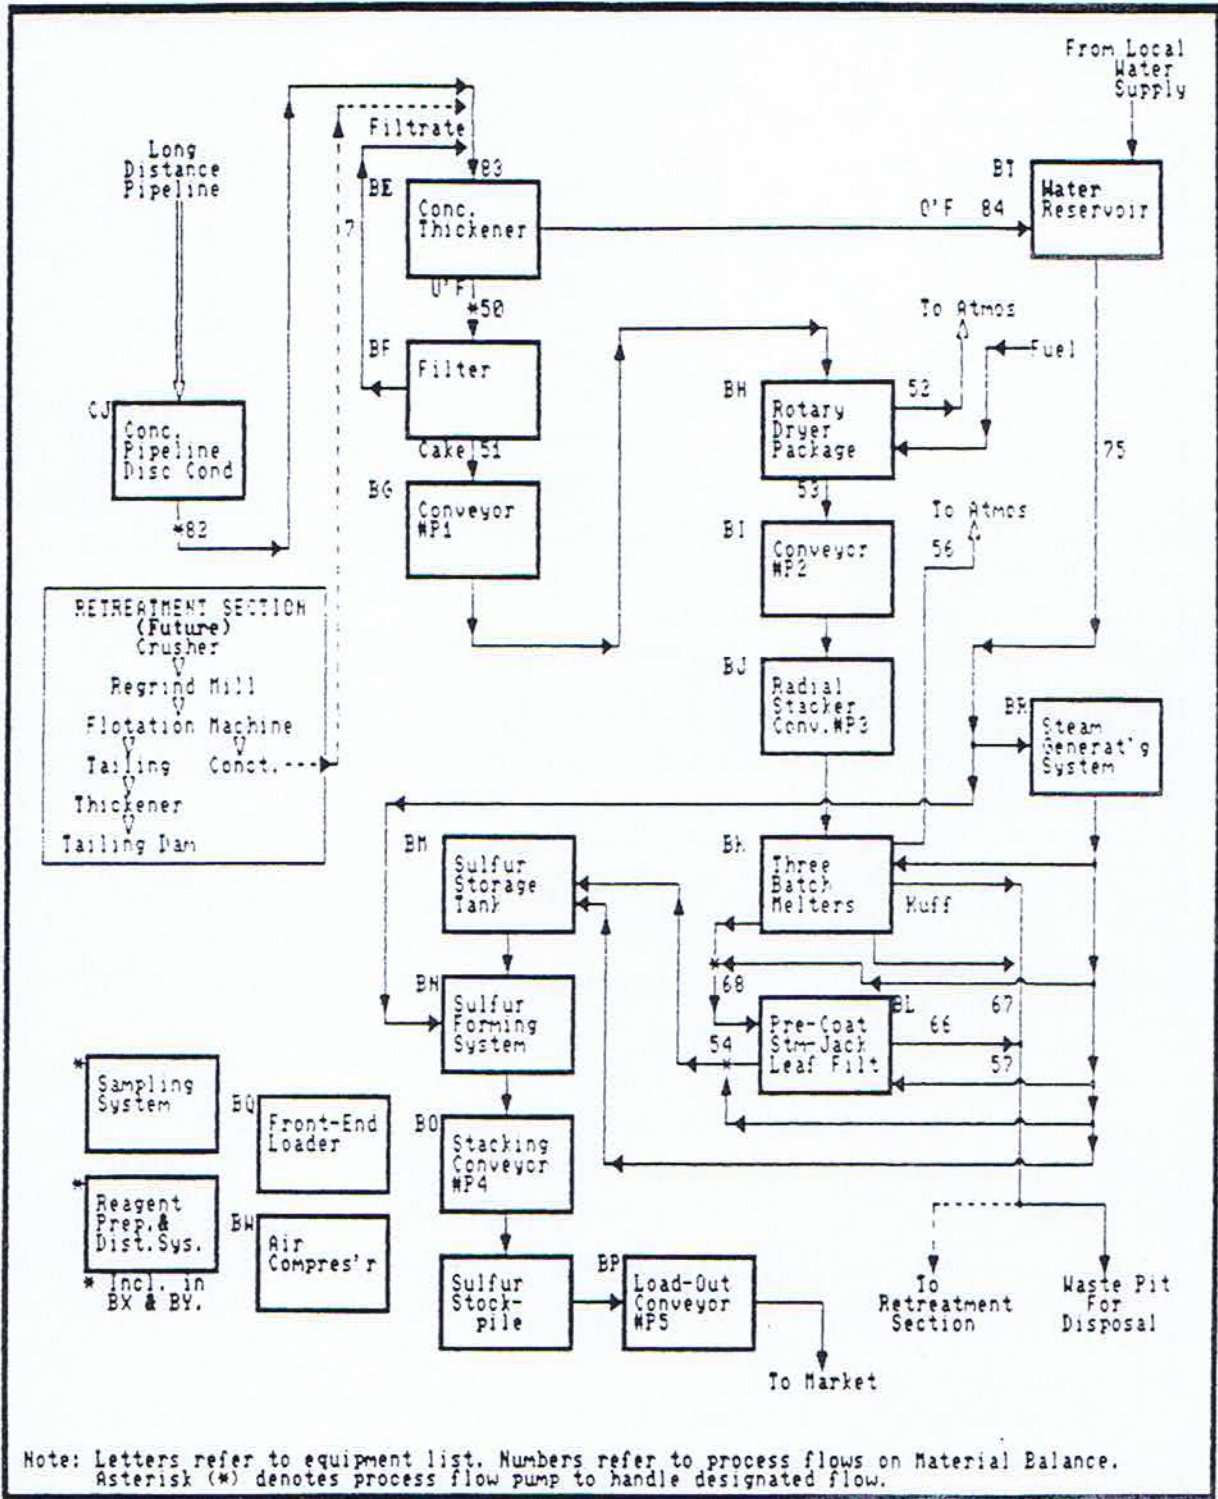 From Local
Water
Supply
Filtrate
Long
Distance
Pipeline
83
BE
Conc.
Thickener
7
O'F 84
BT
Water
Reservoir
U'F
*50
BF
Filter
To Atmos
Fuel
52
BH
Rotary
Dryer
Package
75
CJ
Conc.
Pipeline
Disc Cond
*82
Cake 51
BG
Conveyor
#P1
53
BI
Conveyor
#P2
To Atmos
56
RETREATMENT SECTION
(Future)
Crusher
Regrind Mill
Flotation Machine
Tailing Conct.
Thickener
Tailing Dam
BJ
Radial
Stacker
Conv.#P3
BR
Steam
Generat'g
System
BM
Sulfur
Storage
Tank
BK
Three
Batch
Melters
Muff
*
68
BN
Sulfur
Forming
System
BL
Pre-Coat
Stm-Jack
Leaf Filt
67
66
54
*
57
* Sampling
System
BQ
Front-End
Loader
BO
Stacking
Conveyor
#P4
* Reagent
Prep.&
Dist.Sys.
* Incl. in
BX & BY.
BW
Air
Compres'r
Sulfur
Stock-
pile
BP
Load-Out
Conveyor
#P5
To Market
To
Retreatment
Section
Waste Pit
For
Disposal
Note: Letters refer to equipment list. Numbers refer to process flows on Material Balance.
Asterisk (*) denotes process flow pump to handle designated flow.